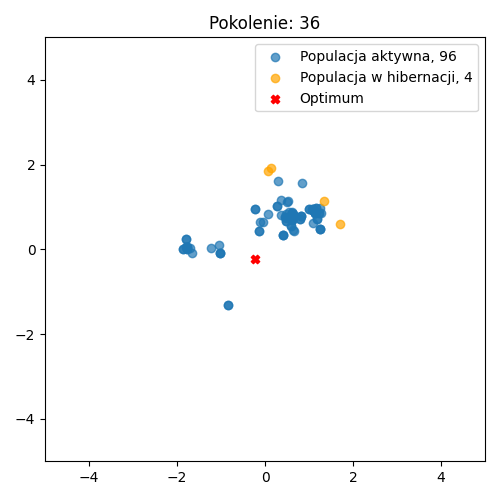 Pokolenie: 36
Populacja aktywna, 96
Populacja w hibernacji, 4
Optimum
4
2
0
−2
−4
−4 −2 0 2 4